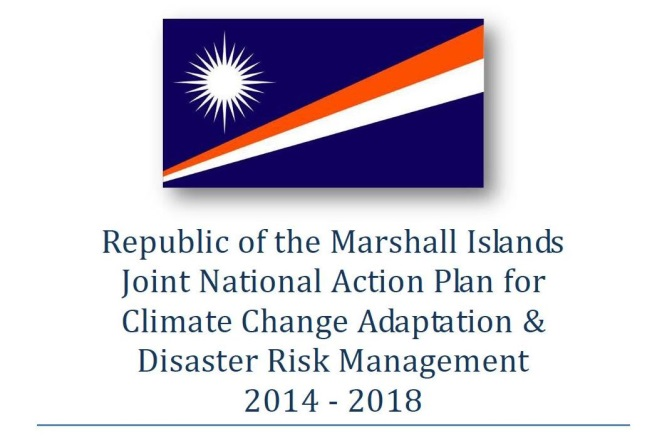 Republic of the Marshall Islands
Joint National Action Plan for
Climate Change Adaptation &
Disaster Risk Management
2014 - 2018